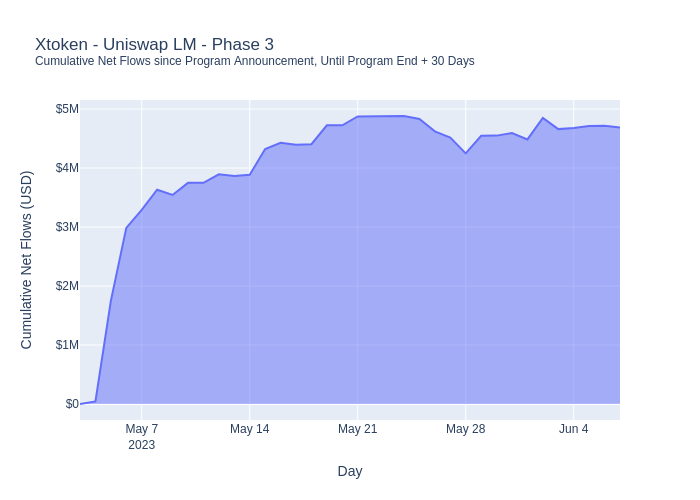 Xtoken - Uniswap LM - Phase 3
Cumulative Net Flows since Program Announcement, Until Program End + 30 Days
Cumulative Net Flows (USD)
$5M
$4M
$3M
$2M
$1M
$0
May 7
2023
May 14
May 21
May 28
Jun 4
Day